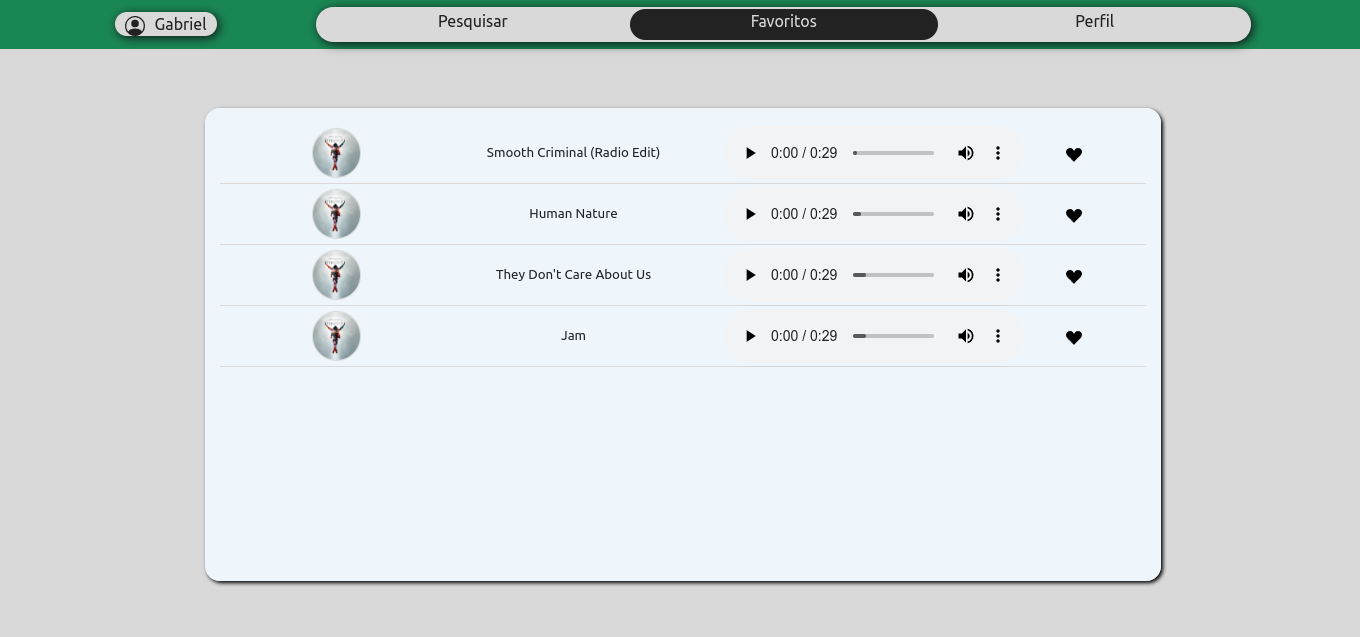 Gabriel
Pesquisar
Favoritos
Perfil
Smooth Criminal (Radio Edit)
0:00 / 0:29
Human Nature
0:00 / 0:29
They Don't Care About Us
0:00 / 0:29
Jam
0:00 / 0:29